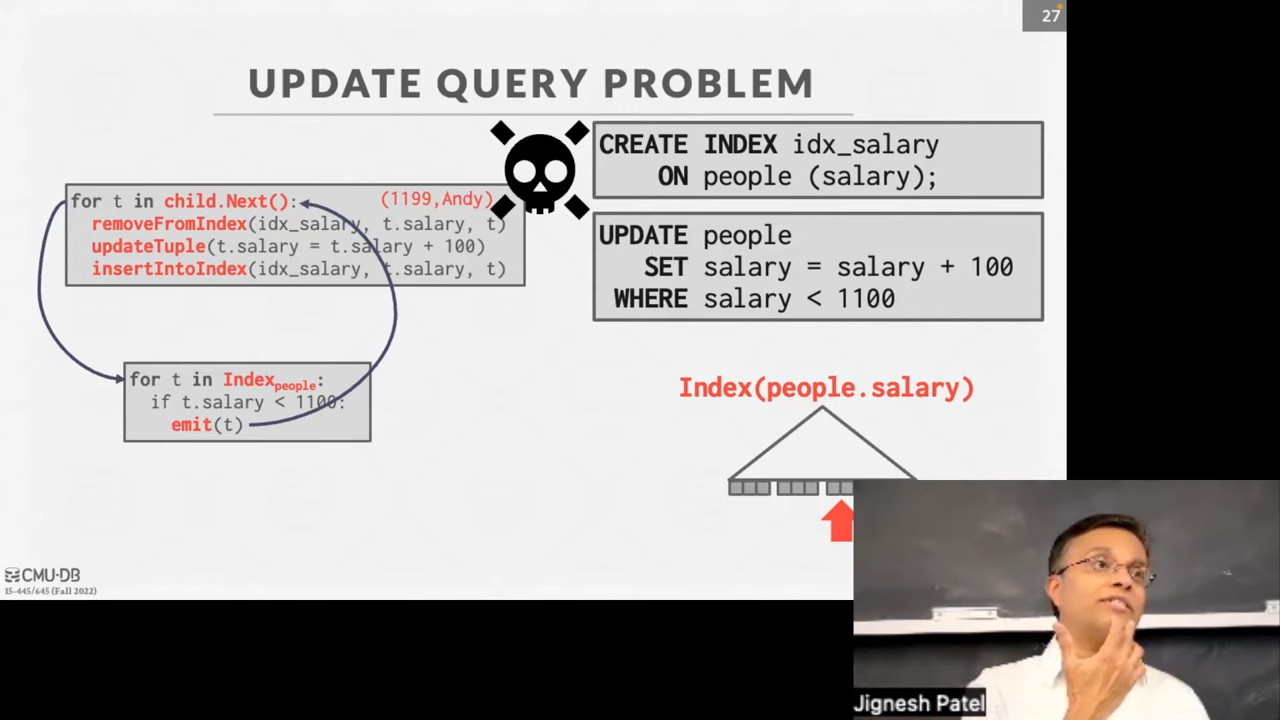 27
UPDATE QUERY PROBLEM
CREATE INDEX idx_salary
ON people (salary);
for t in child.Next():
(1199,Andy)
removeFromIndex(idx_salary, t.salary, t)
updateTuple(t.salary = t.salary + 100)
insertIntoIndex(idx_salary, t.salary, t)
UPDATE people
SET salary = salary + 100
WHERE salary < 1100
for t in Indexpeople:
if t.salary < 1100:
emit(t)
Index(people.salary)
CMU·DB
15-445/645 (Fall 2022)
Jignesh Patel